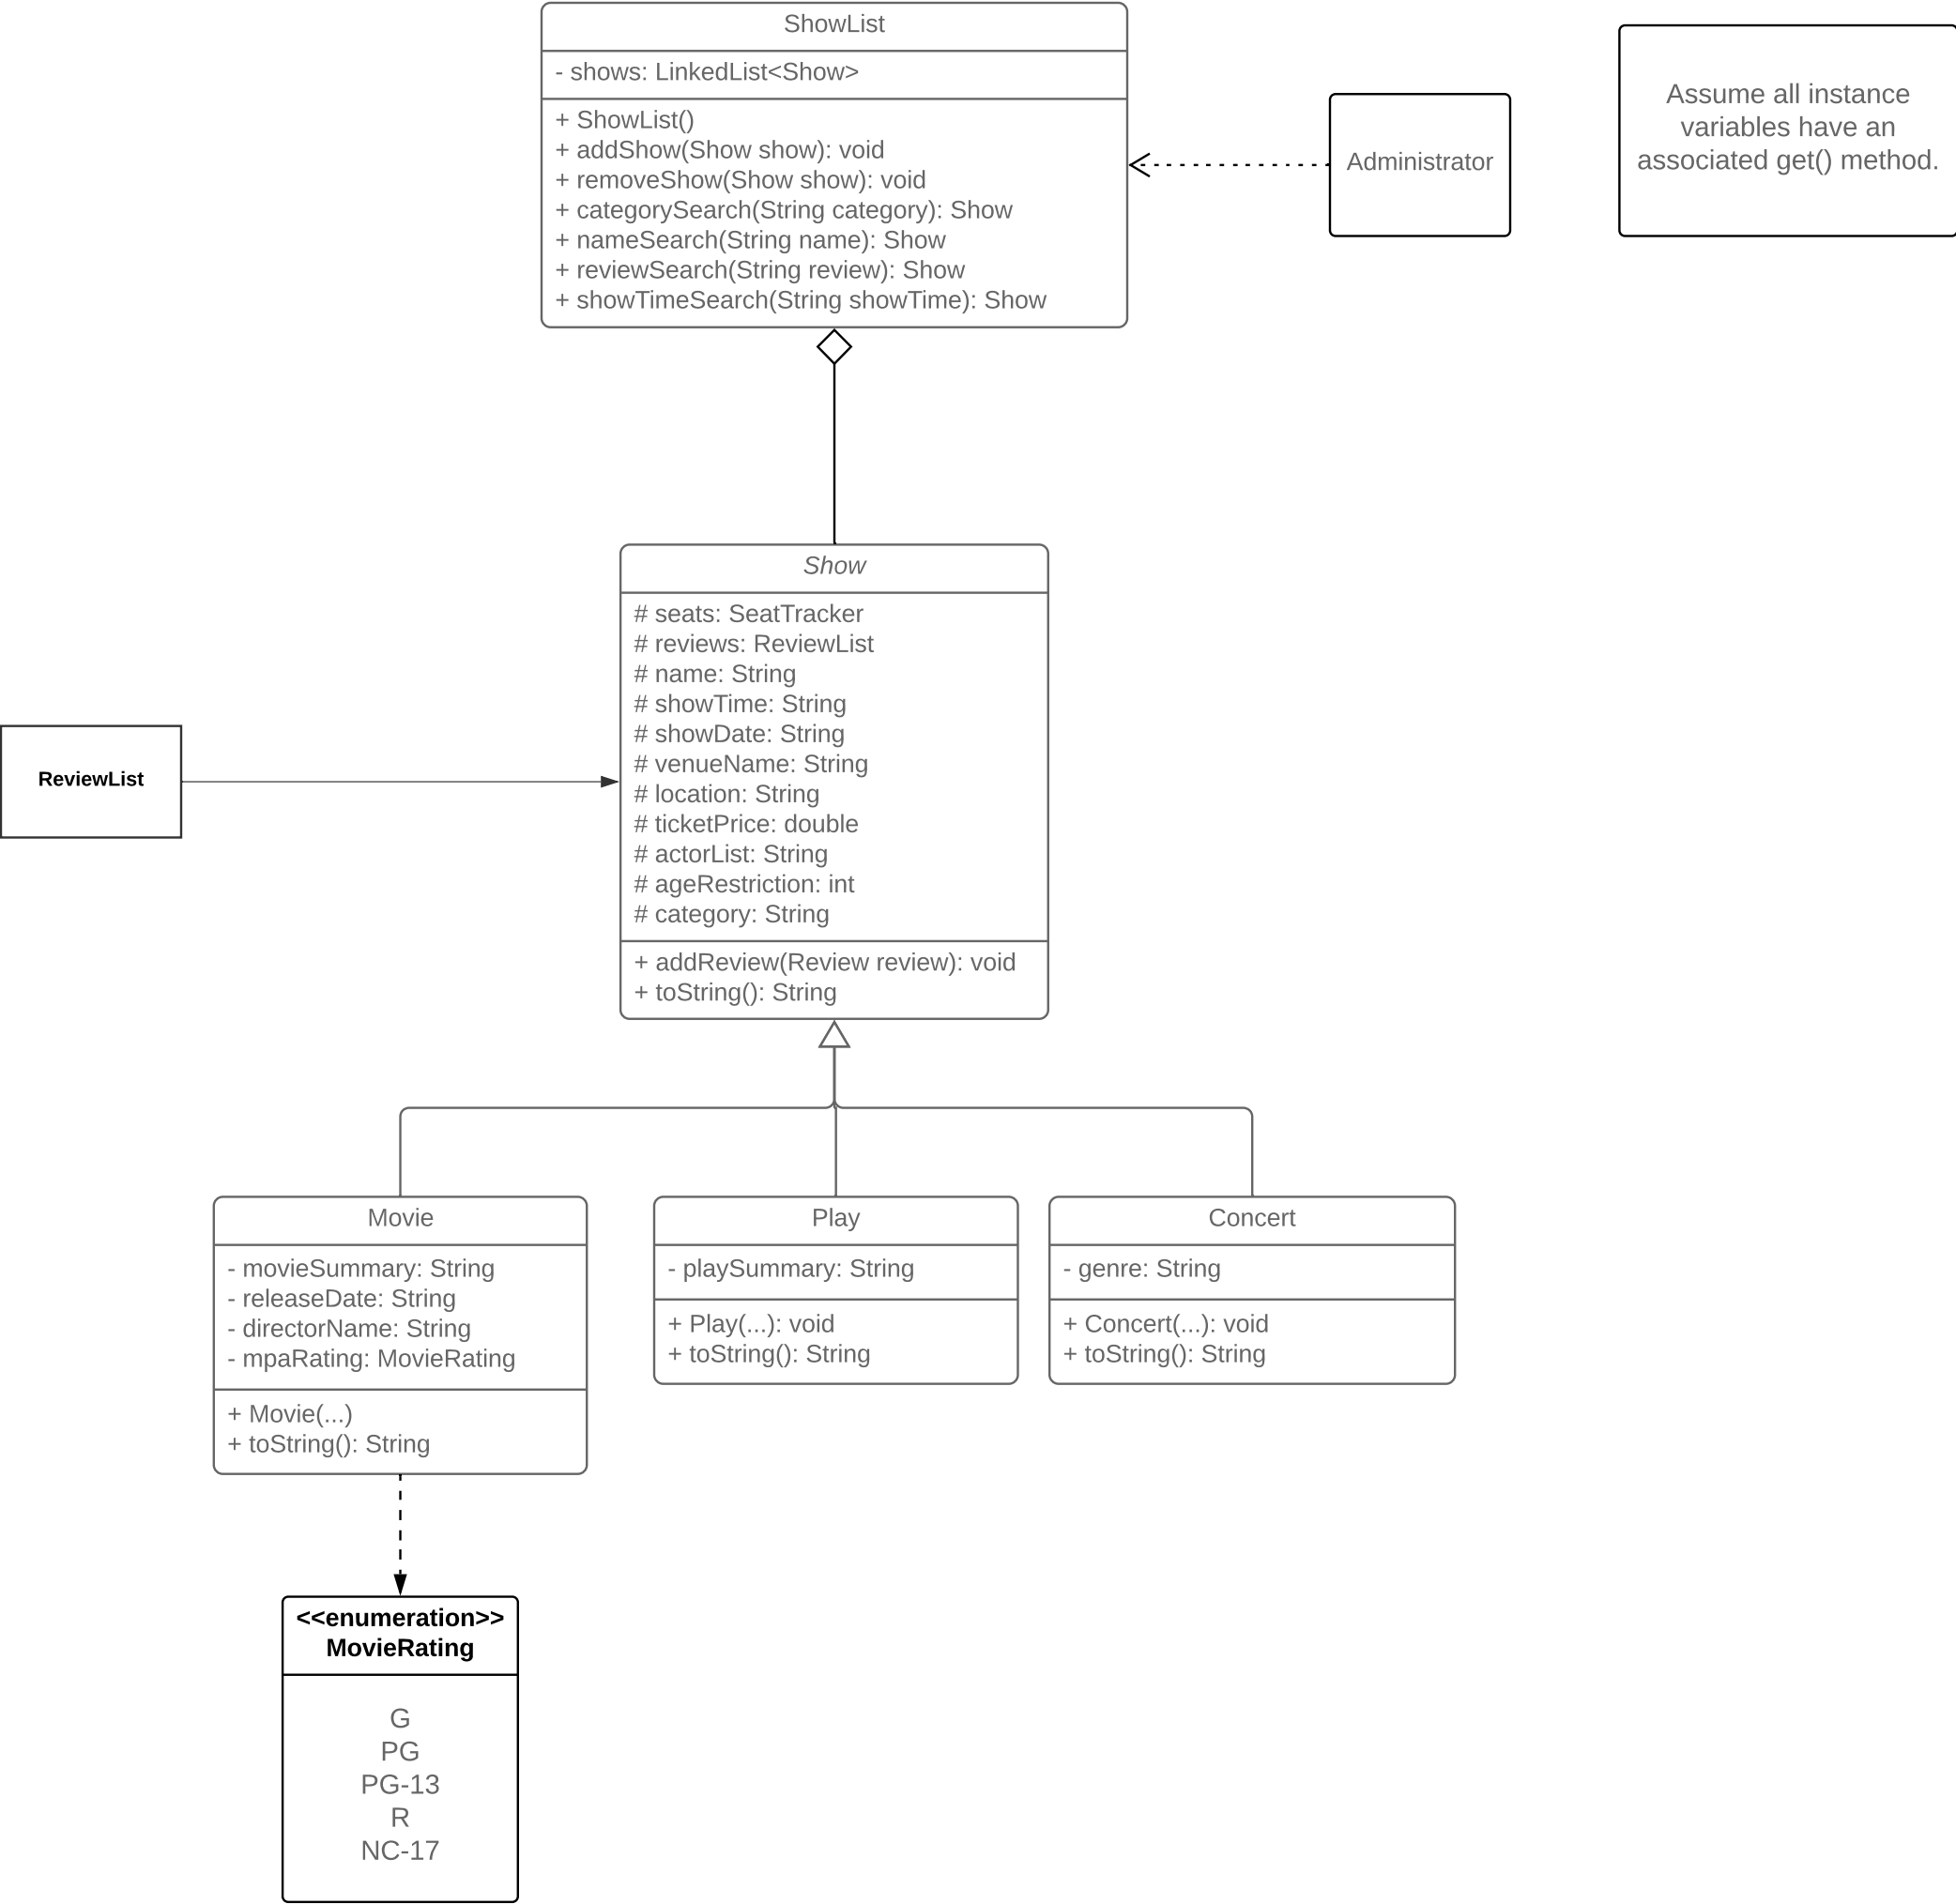 ShowList
- shows: LinkedList<Show>
+ ShowList()
+ addShow(Show show): void
+ removeShow(Show show): void
+ categorySearch(String category): Show
+ nameSearch(String name): Show
+ reviewSearch(String review): Show
+ showTimeSearch(String showTime): Show
Administrator
Assume all instance
variables have an
associated get() method.
Show
# seats: SeatTracker
# reviews: ReviewList
# name: String
# showTime: String
# showDate: String
# venueName: String
# location: String
# ticketPrice: double
# actorList: String
# ageRestriction: int
# category: String
+ addReview(Review review): void
+ toString(): String
ReviewList
Movie
- movieSummary: String
- releaseDate: String
- directorName: String
- mpaRating: MovieRating
+ Movie(...)
+ toString(): String
Play
- playSummary: String
+ Play(...): void
+ toString(): String
Concert
- genre: String
+ Concert(...): void
+ toString(): String
<<enumeration>>
MovieRating
G
PG
PG-13
R
NC-17